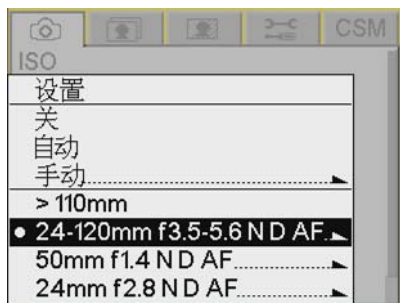 CSM
ISO
设置
关
自动
手动
> 110mm
24-120mm f3.5-5.6 N D AF
50mm f1.4 N D AF
24mm f2.8 N D AF